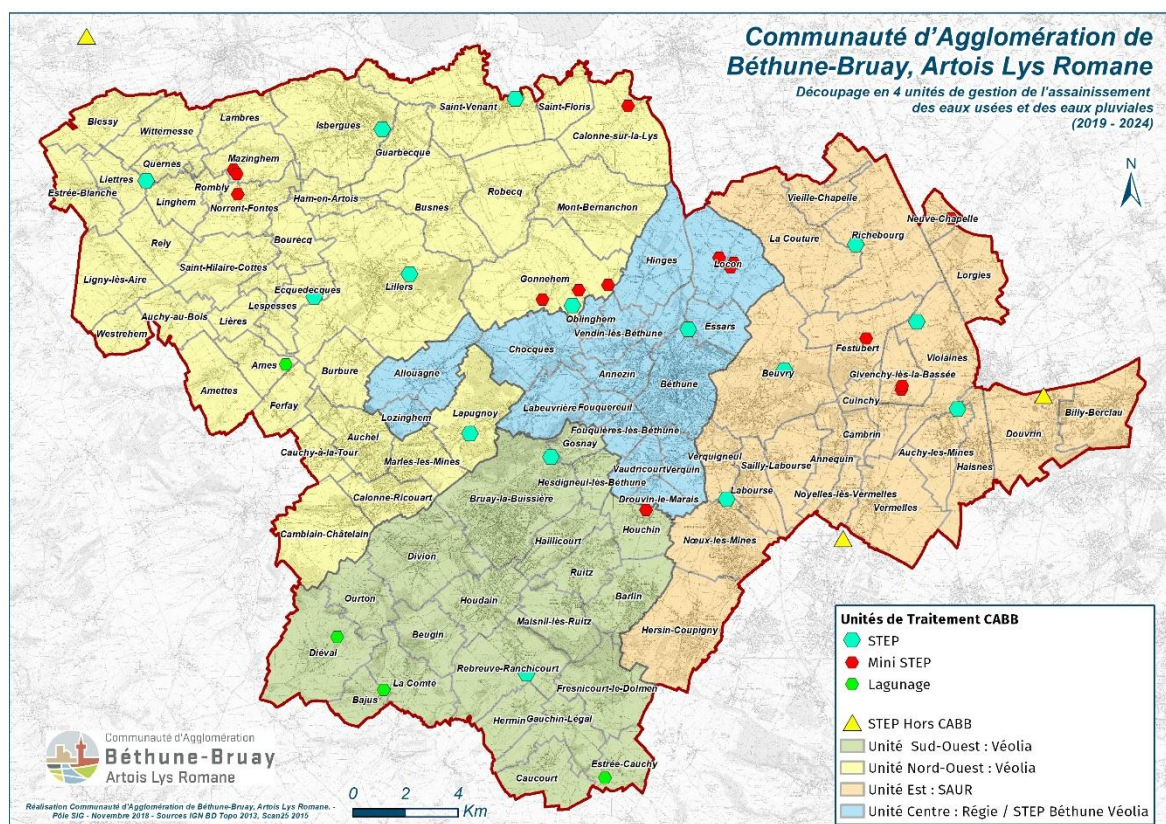 Communauté d'Agglomération de
Béthune-Bruay, Artois Lys Romane
Découpage en 4 unités de gestion de l'assainissement
des eaux usées et des eaux pluviales
(2019 - 2024)
N
Saint-Venant
Saint-Floris
Calonne-sur-la-Lys
Blessy
Witternesse
Lambres
Isbergues
Guarbecque
Quernes
Mazinghem
Liettres
Rombly
Estrée-Blanche
Linghem
Norrent-Fontes
Ham-en-Artois
Busnes
Robecq
Mont-Bernanchon
Rely
Bourecq
Saint-Hilaire-Cottes
Ligny-lès-Aire
Ecquedecques
Lespesses
Lillers
Gonnehem
Auchy-au-Bois
Lières
Westrehem
Ames
Amettes
Burbure
Ferfay
Auchel
Cauchy-à-la-Tour
Lozinghem
Lapugnoy
Marles-les-Mines
Calonne-Ricouart
Camblain-Châtelain
Allouagne
Hinges
Locon
Oblinghem
Vendin-lès-Béthune
Essars
Chocques
Annezin
Béthune
Labeuvrière
Fouquereuil
Fouquières-lès-Béthune
Vaudricourt
Verquin
Drouvin-le-Marais
Vieille-Chapelle
Neuve-Chapelle
La Couture
Richebourg
Lorgies
Festubert
Violaines
Beuvry
Givenchy-lès-la-Bassée
Cuinchy
Billy-Berclau
Douvrin
Cambrin
Verquigneul
Sailly-Labourse
Annequin
Auchy-les-Mines
Haisnes
Labourse
Noyelles-lès-Vermelles
Vermelles
Nœux-les-Mines
Hersin-Coupigny
Gosnay
Hesdigneul-lès-Béthune
Bruay-la-Buissière
Houchin
Haillicourt
Divion
Ruitz
Ourton
Houdain
Barlin
Maisnil-lès-Ruitz
Beugin
Diéval
La Comté
Rebreuve-Ranchicourt
Bajus
Fresnicourt-le-Dolmen
Hermin
Gauchin-Légal
Estrée-Cauchy
Caucourt
Unités de Traitement CABB
STEP
Mini STEP
Lagunage
STEP Hors CABB
Unité Sud-Ouest : Véolia
Unité Nord-Ouest : Véolia
Unité Est : SAUR
Unité Centre : Régie / STEP Béthune Véolia
Communauté d'Agglomération
Béthune-Bruay
Artois Lys Romane
0 2 4
Km
Réalisation Communauté d'Agglomération de Béthune-Bruay, Artois Lys Romane. -
Pôle SIG - Novembre 2018 - Sources IGN BD Topo 2013, Scan25 2015